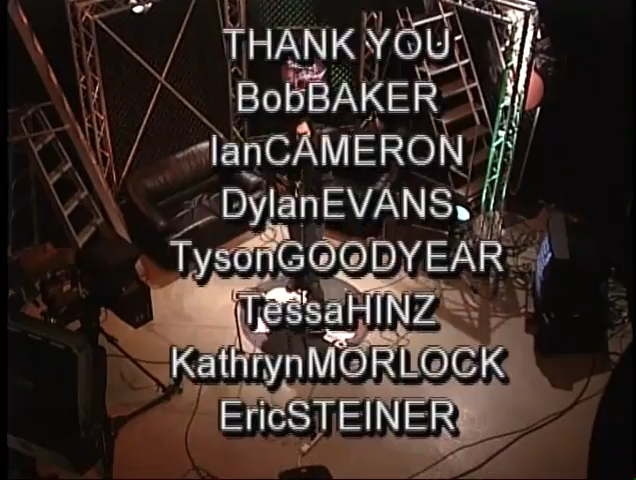 THANK YOU
BobBAKER
IanCAMERON
DylanEVANS
TysonGOODYEAR
TessaHINZ
KathrynMORLOCK
EricSTEINER